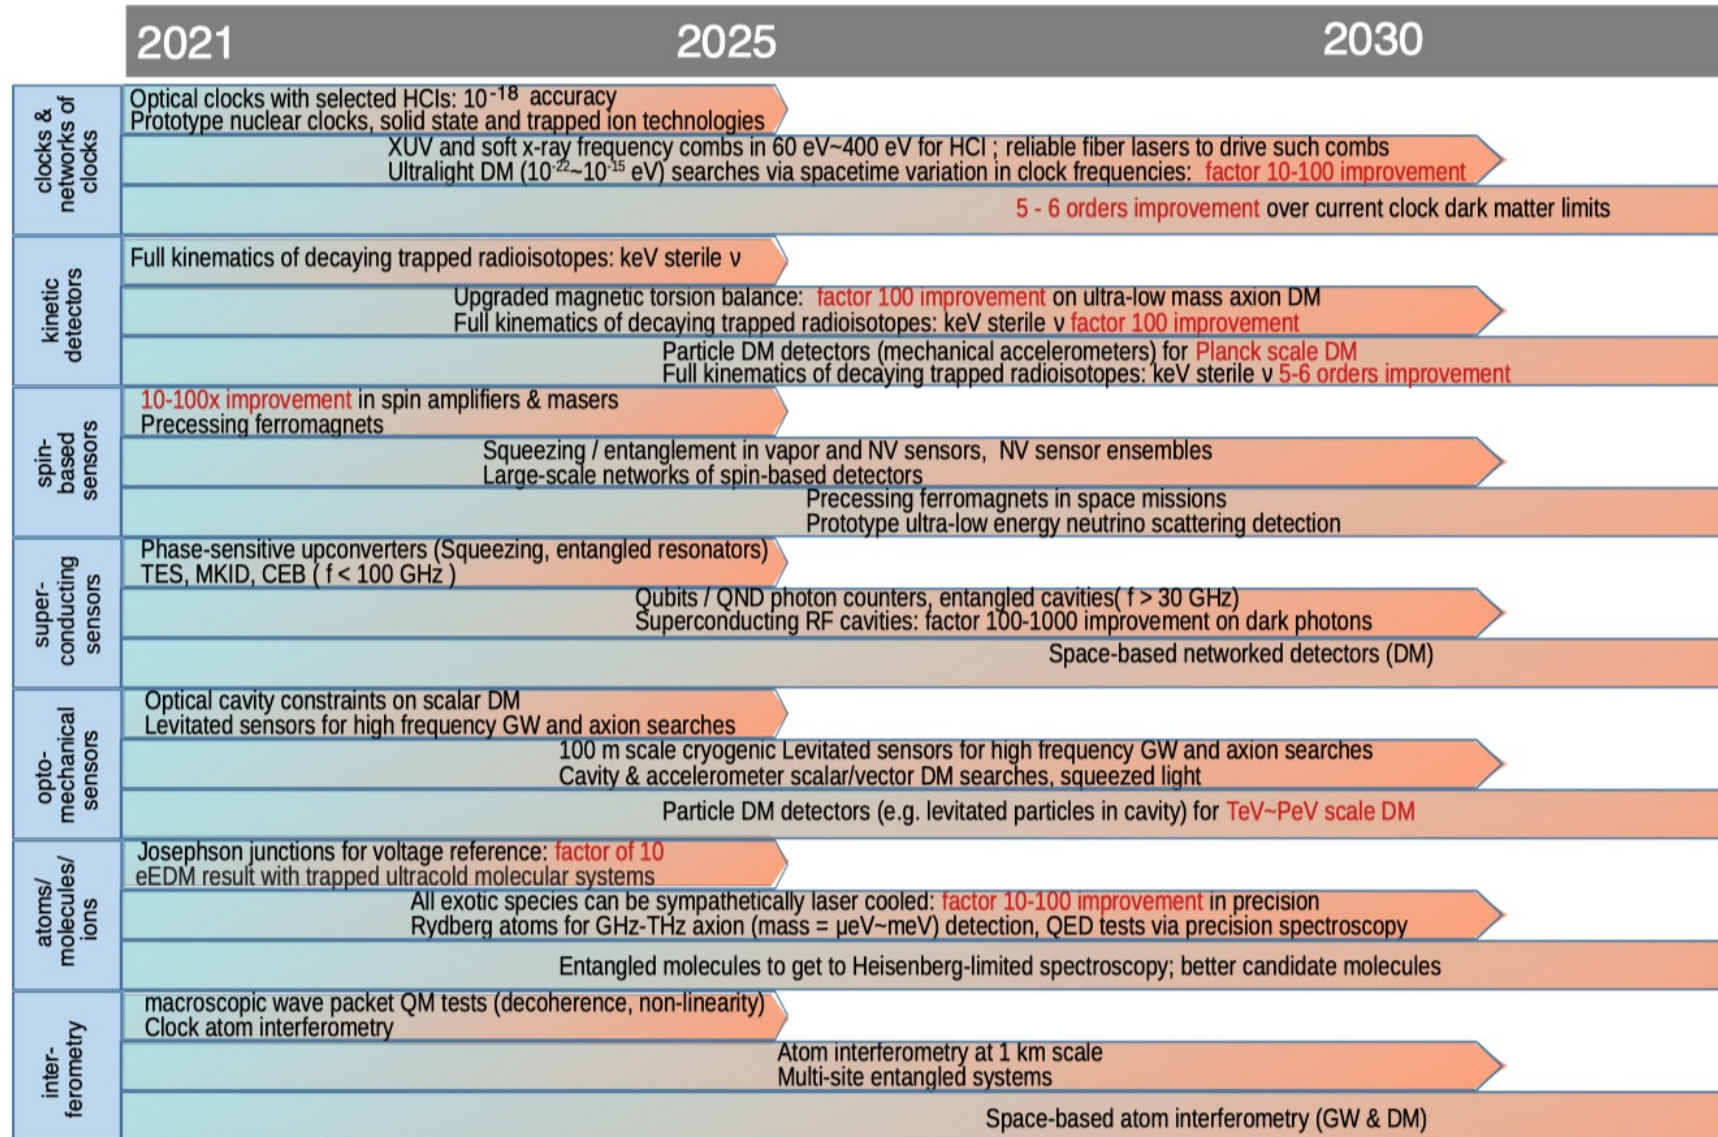 2021 2025 2030
clocks &
networks of
clocks
Optical clocks with selected HCIs: 10⁻¹⁸ accuracy
Prototype nuclear clocks, solid state and trapped ion technologies
XUV and soft x-ray frequency combs in 60 eV~400 eV for HCI ; reliable fiber lasers to drive such combs
Ultralight DM (10⁻²²~10⁻¹⁵ eV) searches via spacetime variation in clock frequencies: factor 10-100 improvement
5 - 6 orders improvement over current clock dark matter limits
kinetic
detectors
Full kinematics of decaying trapped radioisotopes: keV sterile ν
Upgraded magnetic torsion balance: factor 100 improvement on ultra-low mass axion DM
Full kinematics of decaying trapped radioisotopes: keV sterile ν factor 100 improvement
Particle DM detectors (mechanical accelerometers) for Planck scale DM
Full kinematics of decaying trapped radioisotopes: keV sterile ν 5-6 orders improvement
spin-
based
sensors
10-100x improvement in spin amplifiers & masers
Precessing ferromagnets
Squeezing / entanglement in vapor and NV sensors, NV sensor ensembles
Large-scale networks of spin-based detectors
Precessing ferromagnets in space missions
Prototype ultra-low energy neutrino scattering detection
super-
conducting
sensors
Phase-sensitive upconverters (Squeezing, entangled resonators)
TES, MKID, CEB ( f < 100 GHz )
Qubits / QND photon counters, entangled cavities( f > 30 GHz)
Superconducting RF cavities: factor 100-1000 improvement on dark photons
Space-based networked detectors (DM)
opto-
mechanical
sensors
Optical cavity constraints on scalar DM
Levitated sensors for high frequency GW and axion searches
100 m scale cryogenic Levitated sensors for high frequency GW and axion searches
Cavity & accelerometer scalar/vector DM searches, squeezed light
Particle DM detectors (e.g. levitated particles in cavity) for TeV~PeV scale DM
atoms/
molecules/
ions
Josephson junctions for voltage reference: factor of 10
eEDM result with trapped ultracold molecular systems
All exotic species can be sympathetically laser cooled: factor 10-100 improvement in precision
Rydberg atoms for GHz-THz axion (mass = μeV~meV) detection, QED tests via precision spectroscopy
Entangled molecules to get to Heisenberg-limited spectroscopy; better candidate molecules
inter-
ferometry
macroscopic wave packet QM tests (decoherence, non-linearity)
Clock atom interferometry
Atom interferometry at 1 km scale
Multi-site entangled systems
Space-based atom interferometry (GW & DM)